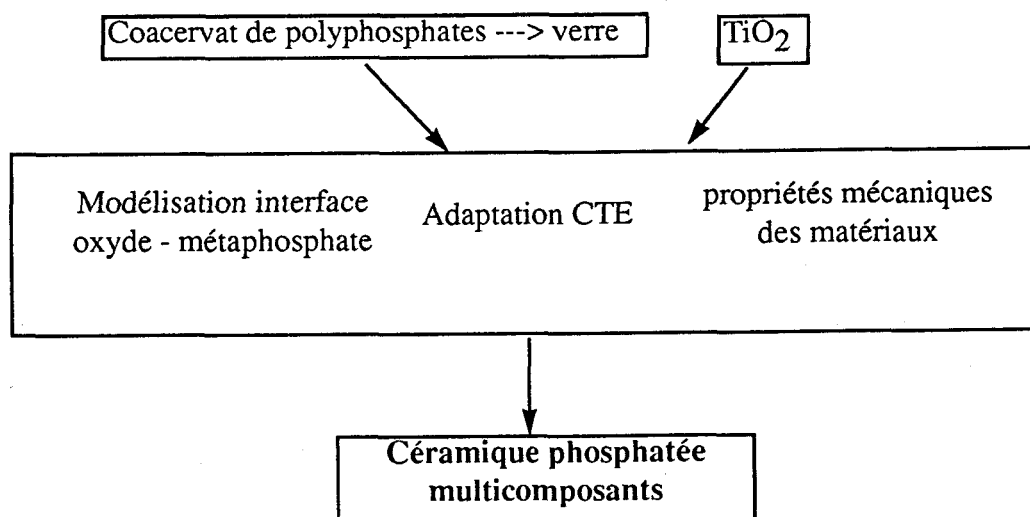 Coacervat de polyphosphates ---> verre
TiO2
Modélisation interface
oxyde - métaphosphate
Adaptation CTE
propriétés mécaniques
des matériaux
Céramique phosphatée
multicomposants